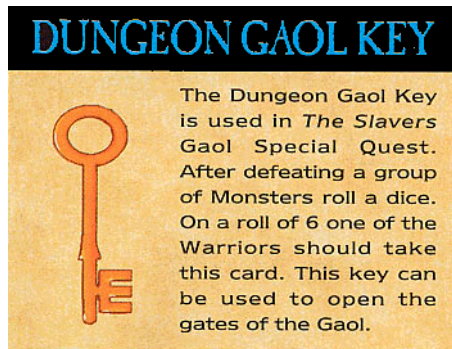 DUNGEON GAOL KEY
The Dungeon Gaol Key
is used in The Slavers
Gaol Special Quest.
After defeating a group
of Monsters roll a dice.
On a roll of 6 one of the
Warriors should take
this card. This key can
be used to open the
gates of the Gaol.